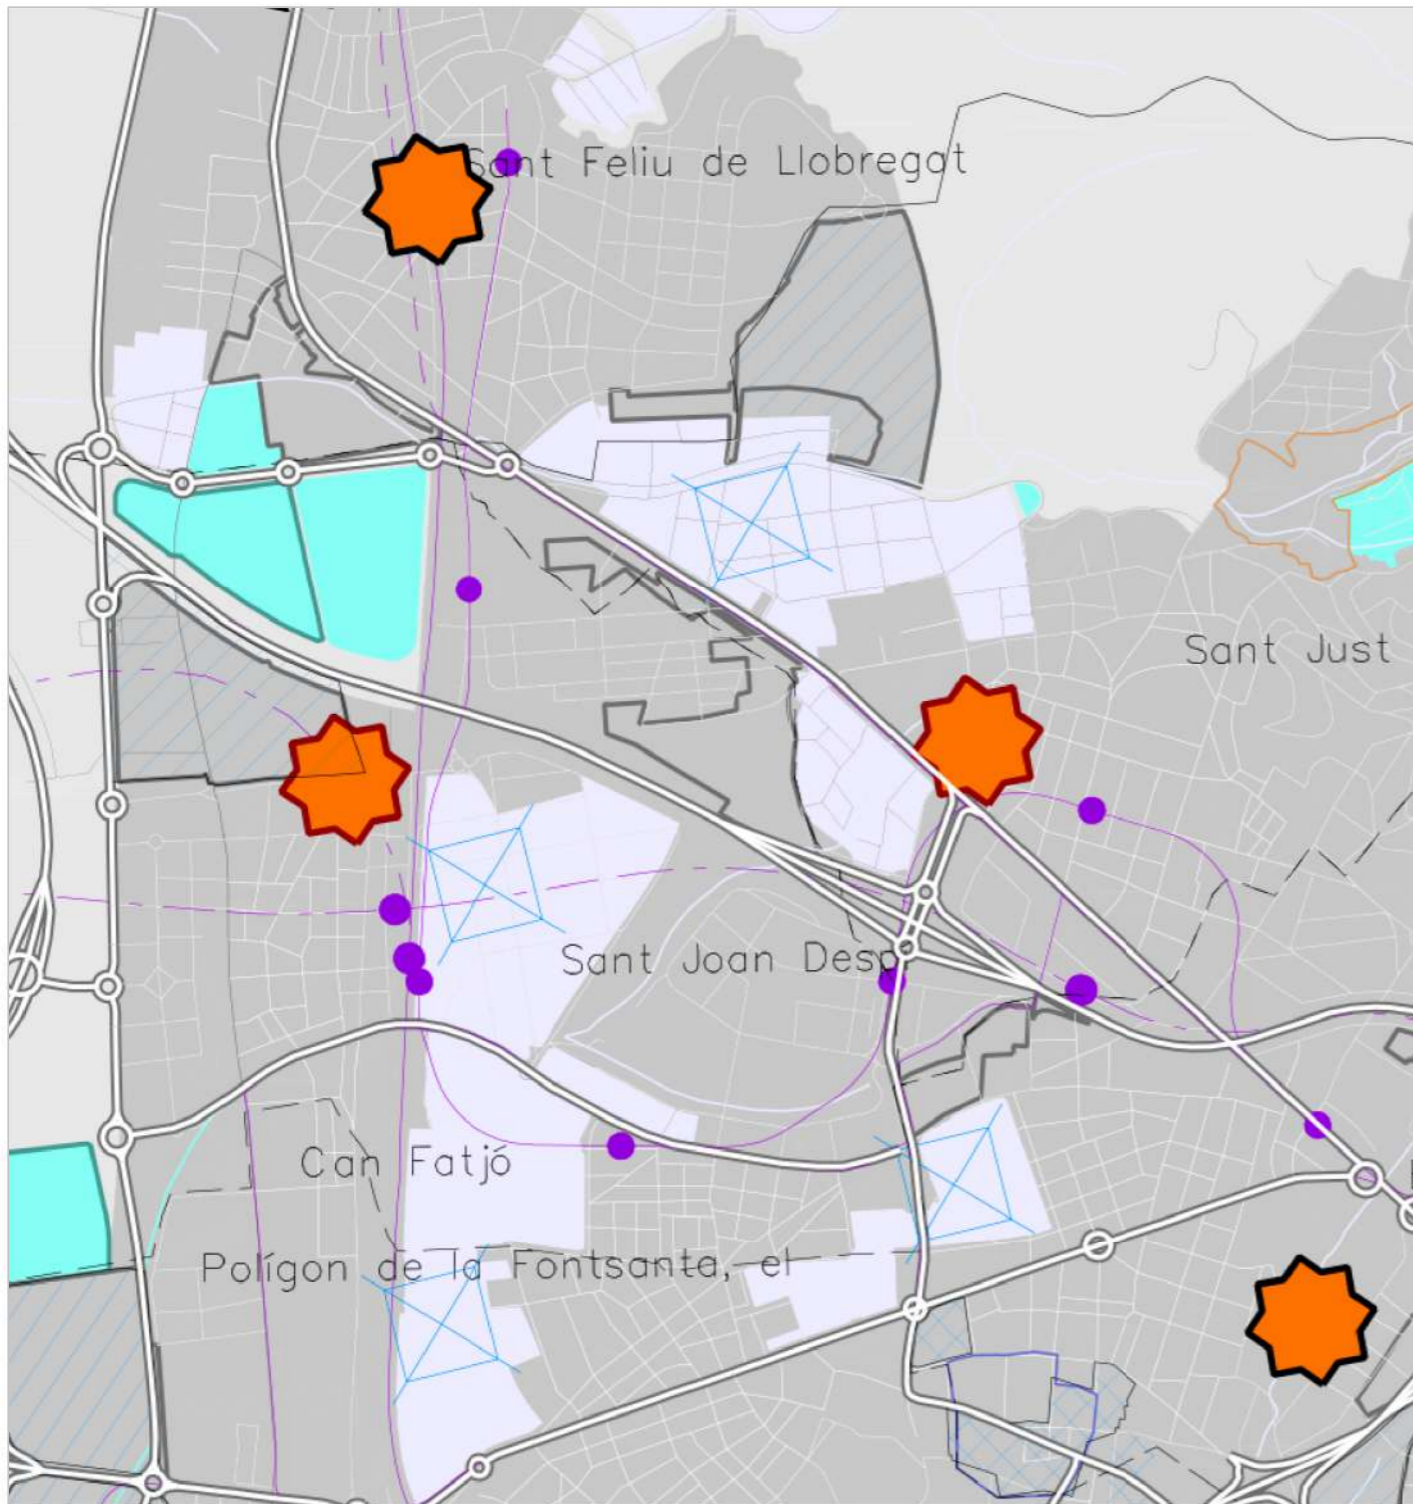 Sant Feliu de Llobregat
Sant Just
Sant Joan Desp
Can Fatjó
Polígon de la Fontsanta, el